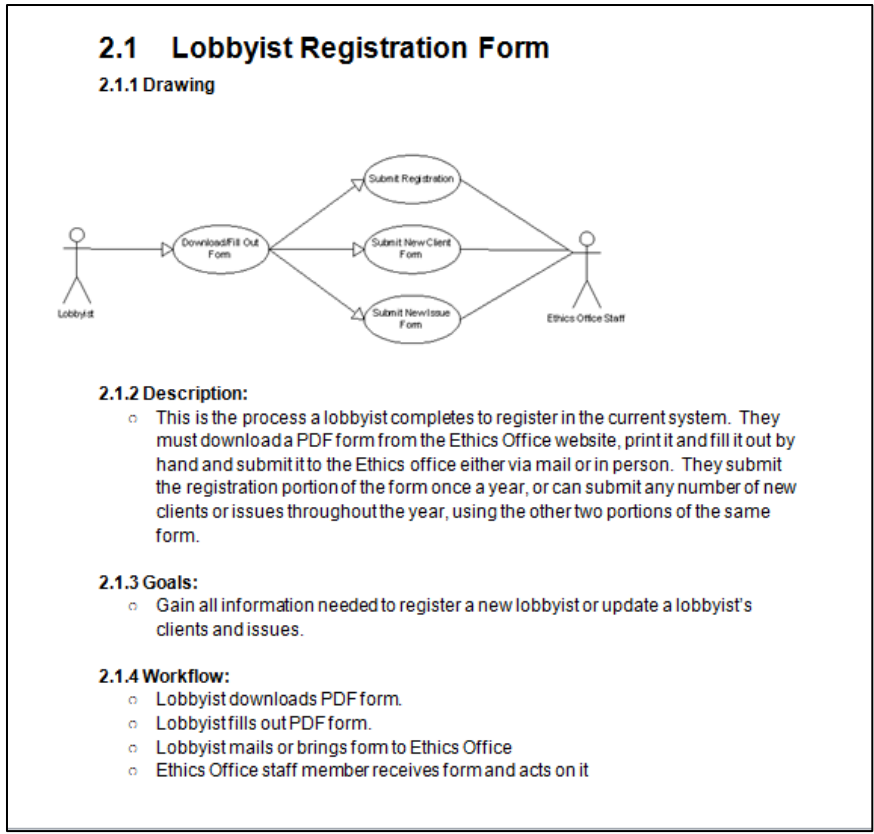 2.1 Lobbyist Registration Form
2.1.1 Drawing
Submit Registration
Download/Fill Out
Form
Submit New Client
Form
Submit New Issue
Form
Lobbyist
Ethics Office Staff
2.1.2 Description:
This is the process a lobbyist completes to register in the current system. They
must download a PDF form from the Ethics Office website, print it and fill it out by
hand and submit it to the Ethics office either via mail or in person. They submit
the registration portion of the form once a year, or can submit any number of new
clients or issues throughout the year, using the other two portions of the same
form.
2.1.3 Goals:
Gain all information needed to register a new lobbyist or update a lobbyist's
clients and issues.
2.1.4 Workflow:
Lobbyist downloads PDF form.
Lobbyist fills out PDF form.
Lobbyist mails or brings form to Ethics Office
Ethics Office staff member receives form and acts on it